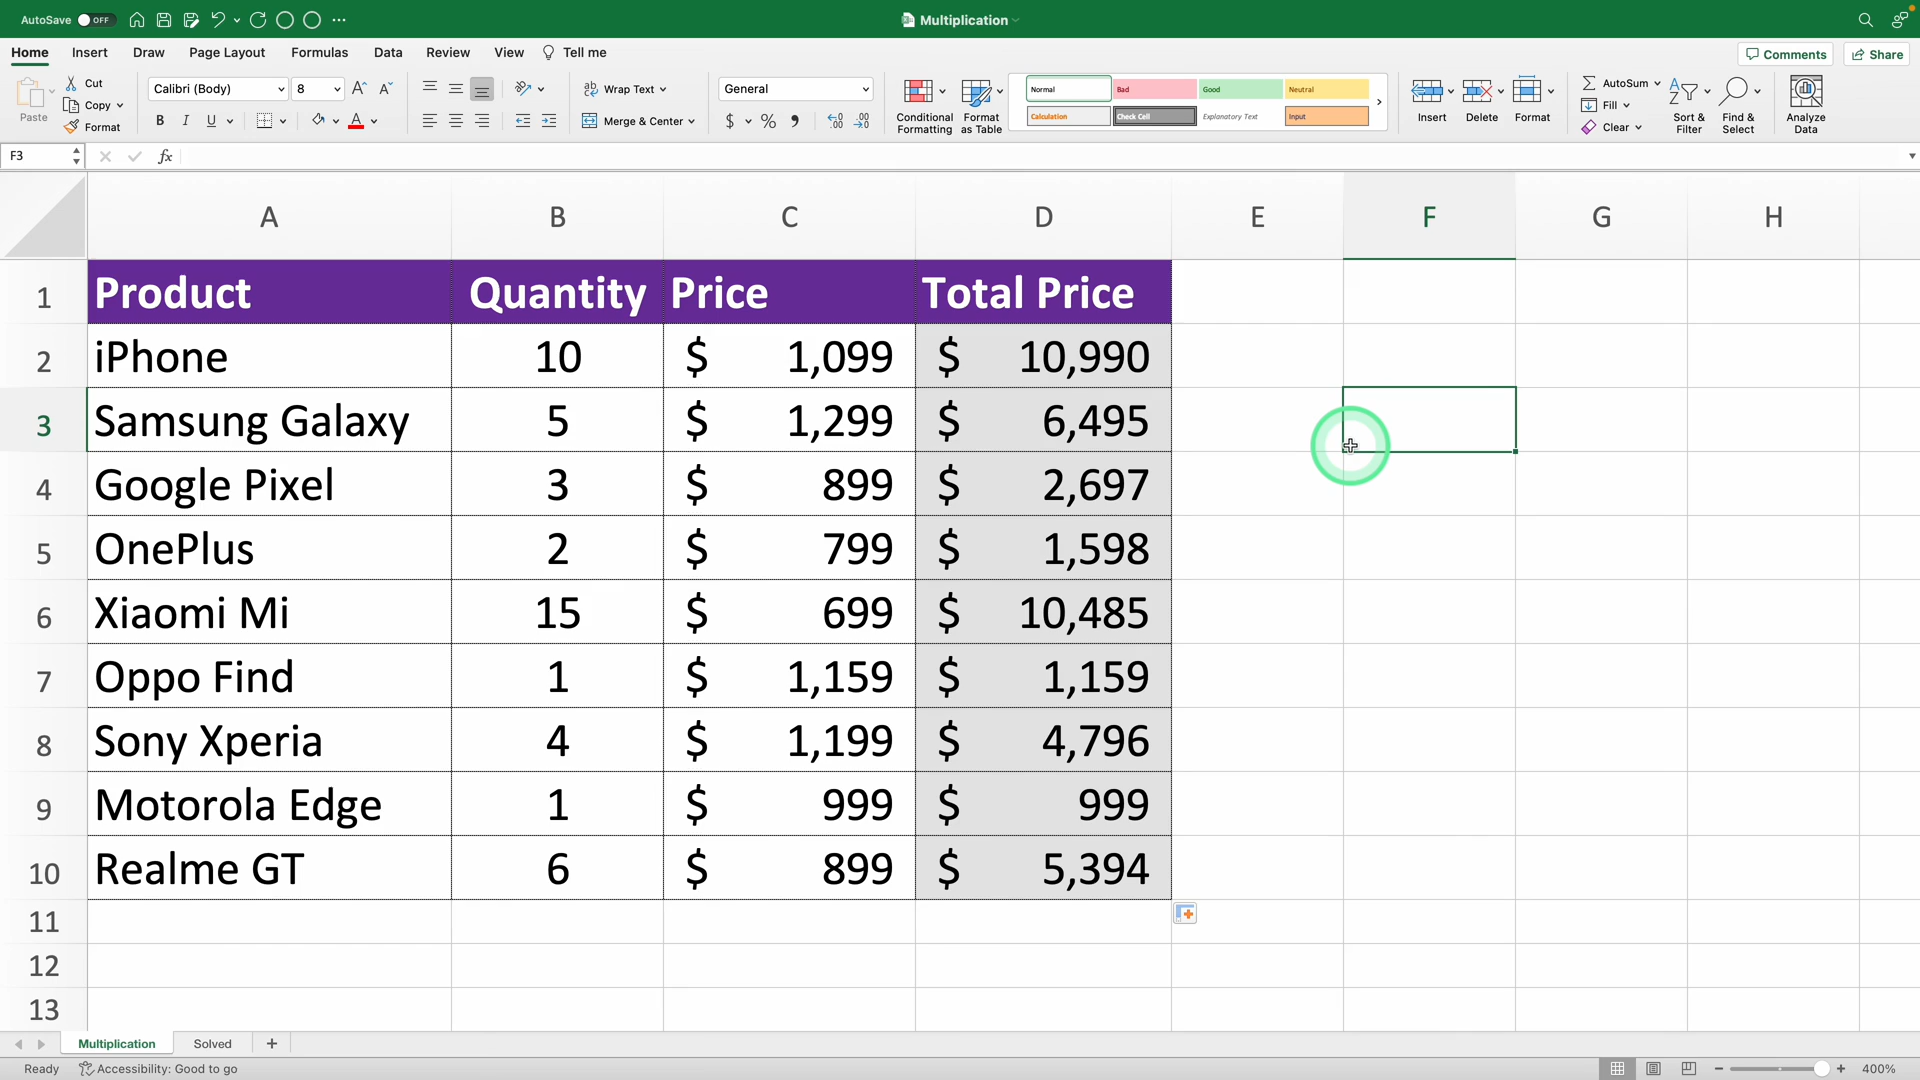 AutoSave OFF Multiplication
Home Insert Draw Page Layout Formulas Data Review View Tell me Comments Share
Paste Cut Copy Format
Calibri (Body) 8 A A
B I U A
Wrap Text
Merge & Center
General
$ % 9
Conditional Formatting
Format as Table
Normal Bad Good Neutral
Calculation Check Cell Explanatory Text Input
Insert Delete Format
AutoSum
Fill
Clear
Sort & Filter
Find & Select
Analyze Data
F3 fx
A B C D E F G H
1 Product Quantity Price Total Price
2 iPhone 10 $ 1,099 $ 10,990
3 Samsung Galaxy 5 $ 1,299 $ 6,495
4 Google Pixel 3 $ 899 $ 2,697
5 OnePlus 2 $ 799 $ 1,598
6 Xiaomi Mi 15 $ 699 $ 10,485
7 Oppo Find 1 $ 1,159 $ 1,159
8 Sony Xperia 4 $ 1,199 $ 4,796
9 Motorola Edge 1 $ 999 $ 999
10 Realme GT 6 $ 899 $ 5,394
11
12
13
Multiplication Solved +
Ready Accessibility: Good to go 400%